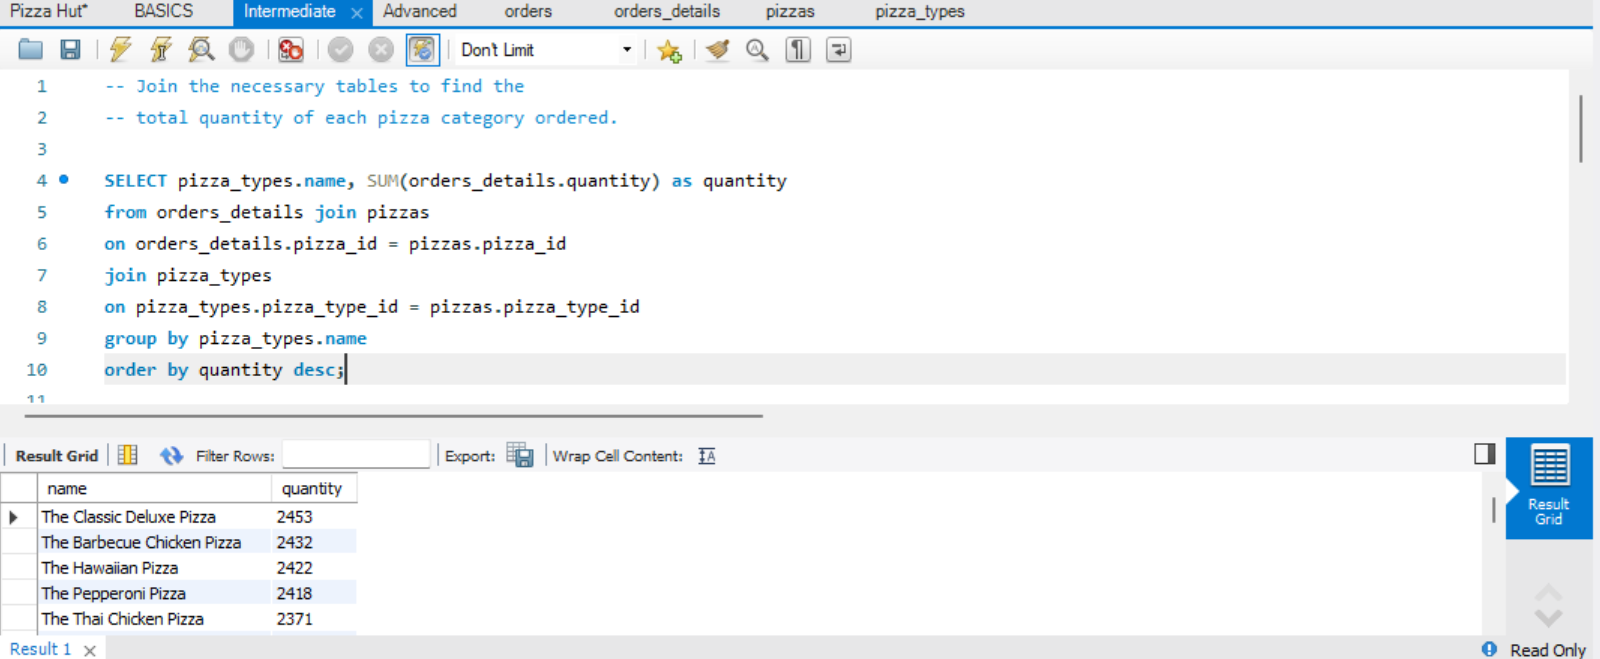 Pizza Hut* BASICS Intermediate × Advanced orders orders_details pizzas pizza_types
Don't Limit
1 -- Join the necessary tables to find the
2 -- total quantity of each pizza category ordered.
3
4 SELECT pizza_types.name, SUM(orders_details.quantity) as quantity
5 from orders_details join pizzas
6 on orders_details.pizza_id = pizzas.pizza_id
7 join pizza_types
8 on pizza_types.pizza_type_id = pizzas.pizza_type_id
9 group by pizza_types.name
10 order by quantity desc;
11
Result Grid Filter Rows: Export: Wrap Cell Content: IA
name quantity
The Classic Deluxe Pizza 2453
The Barbecue Chicken Pizza 2432
The Hawaiian Pizza 2422
The Pepperoni Pizza 2418
The Thai Chicken Pizza 2371
Result
Grid
Result 1 × Read Only